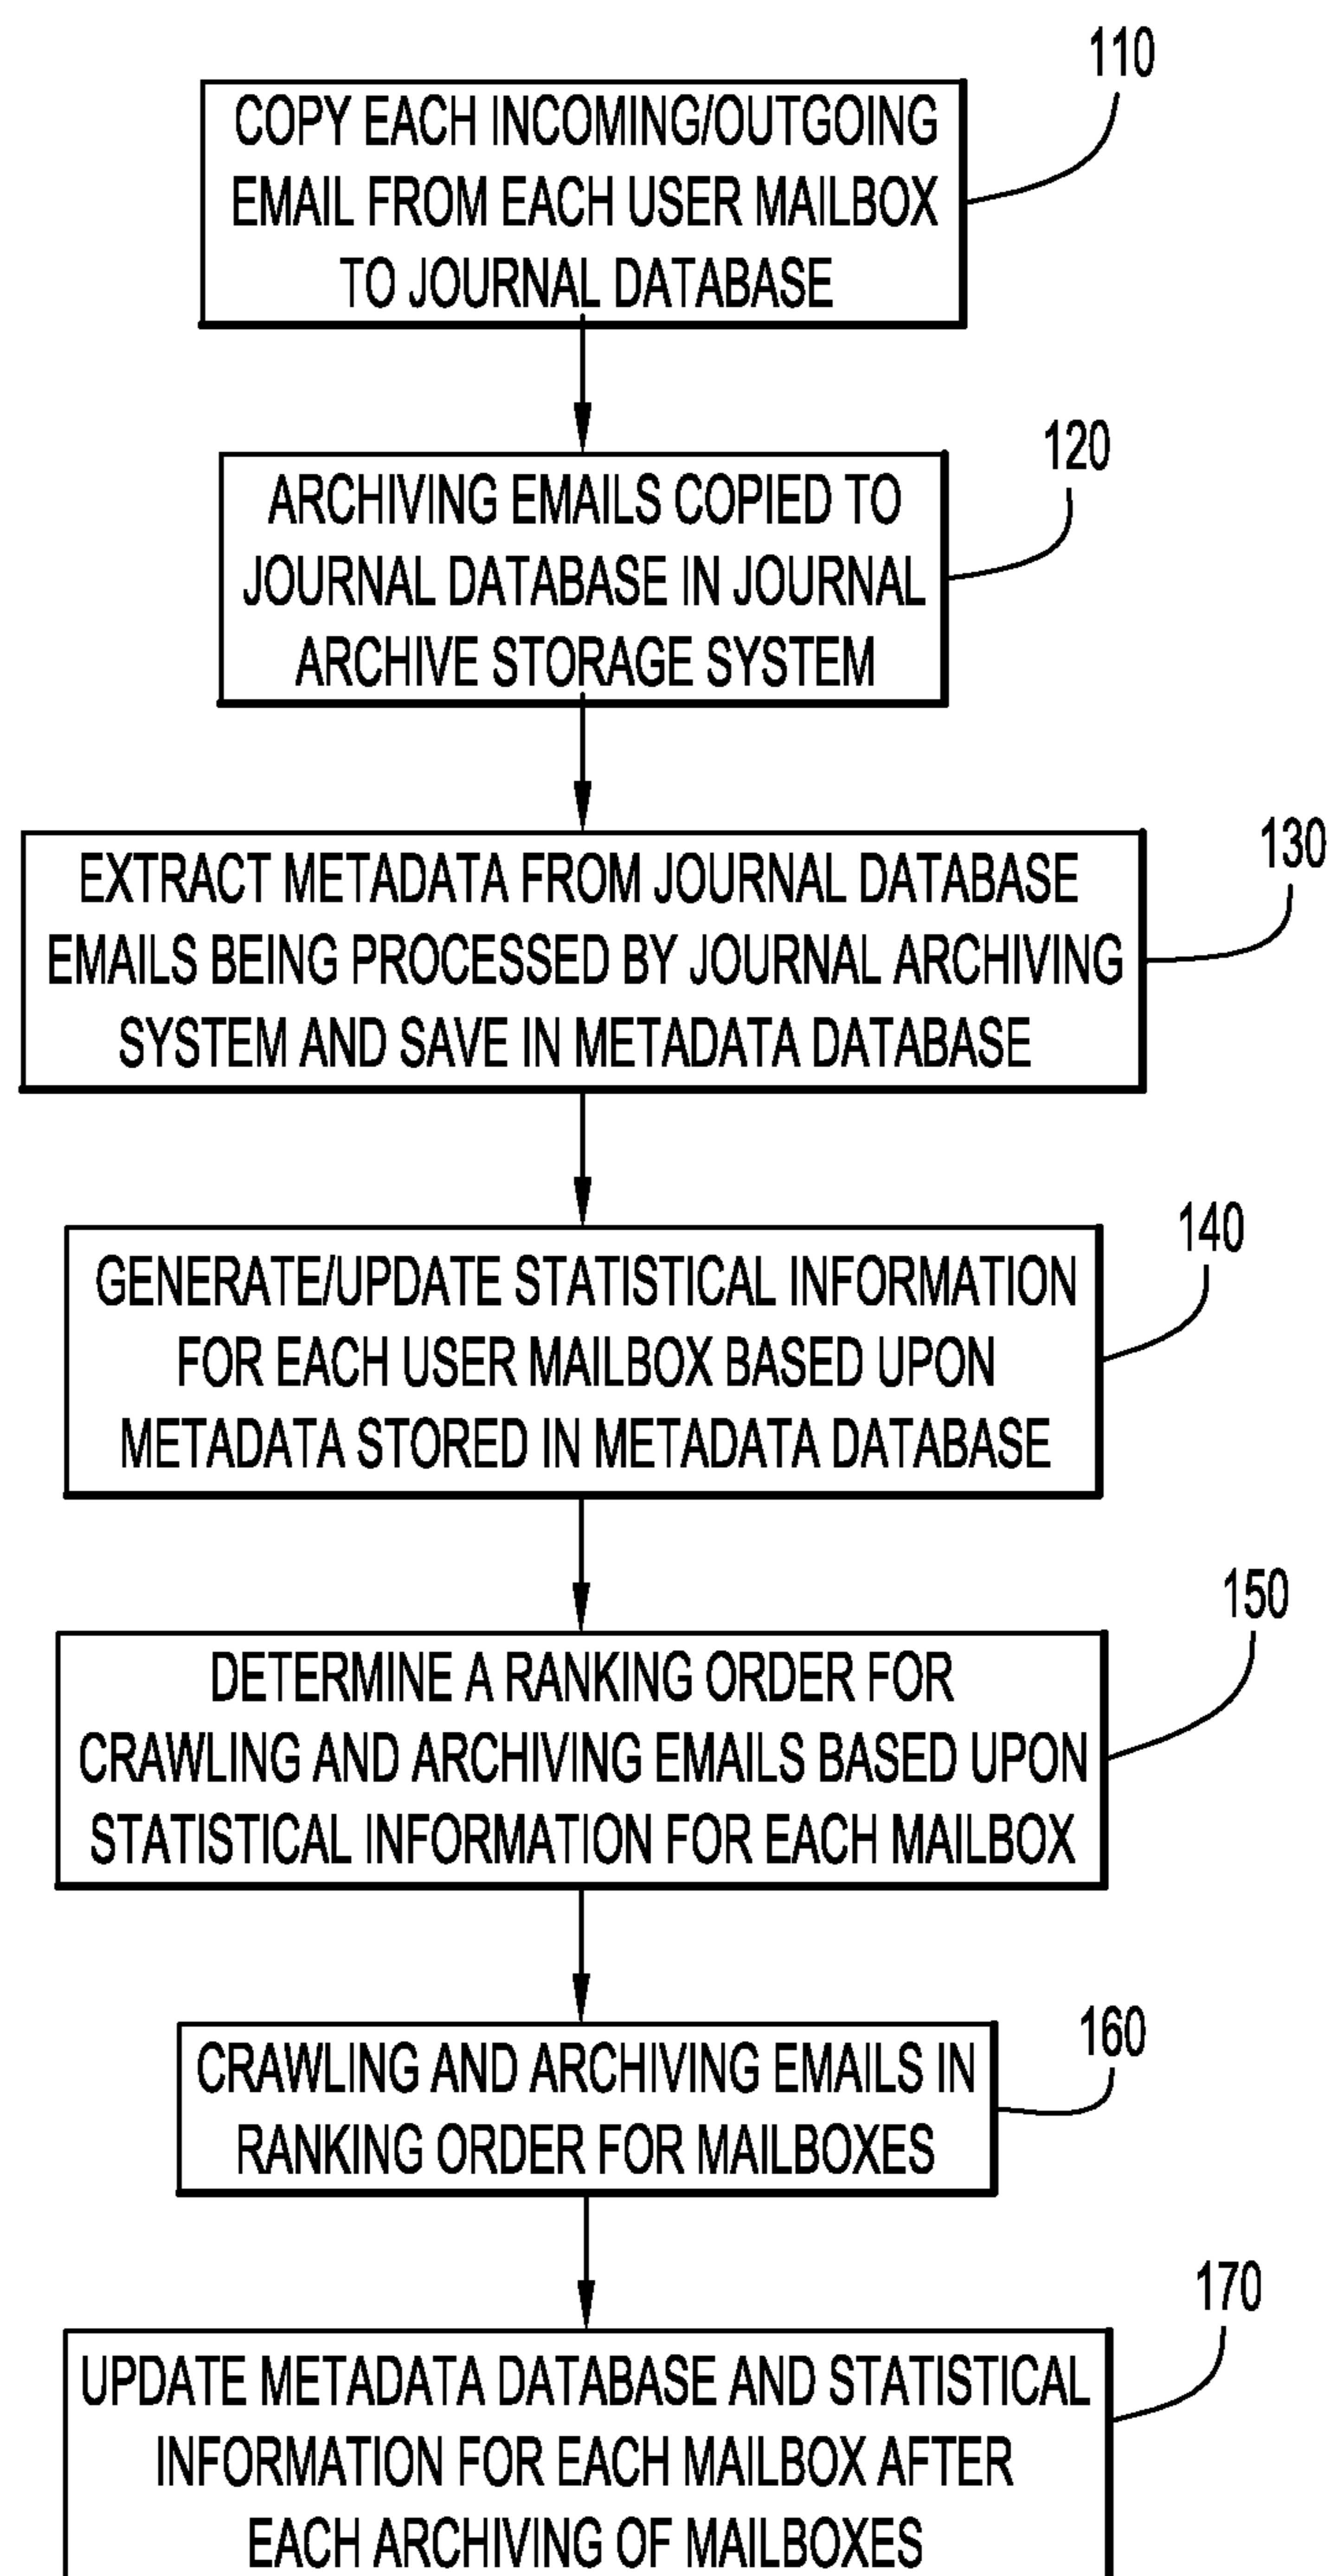 110
COPY EACH INCOMING/OUTGOING
EMAIL FROM EACH USER MAILBOX
TO JOURNAL DATABASE
120
ARCHIVING EMAILS COPIED TO
JOURNAL DATABASE IN JOURNAL
ARCHIVE STORAGE SYSTEM
130
EXTRACT METADATA FROM JOURNAL DATABASE
EMAILS BEING PROCESSED BY JOURNAL ARCHIVING
SYSTEM AND SAVE IN METADATA DATABASE
140
GENERATE/UPDATE STATISTICAL INFORMATION
FOR EACH USER MAILBOX BASED UPON
METADATA STORED IN METADATA DATABASE
150
DETERMINE A RANKING ORDER FOR
CRAWLING AND ARCHIVING EMAILS BASED UPON
STATISTICAL INFORMATION FOR EACH MAILBOX
160
CRAWLING AND ARCHIVING EMAILS IN
RANKING ORDER FOR MAILBOXES
170
UPDATE METADATA DATABASE AND STATISTICAL
INFORMATION FOR EACH MAILBOX AFTER
EACH ARCHIVING OF MAILBOXES